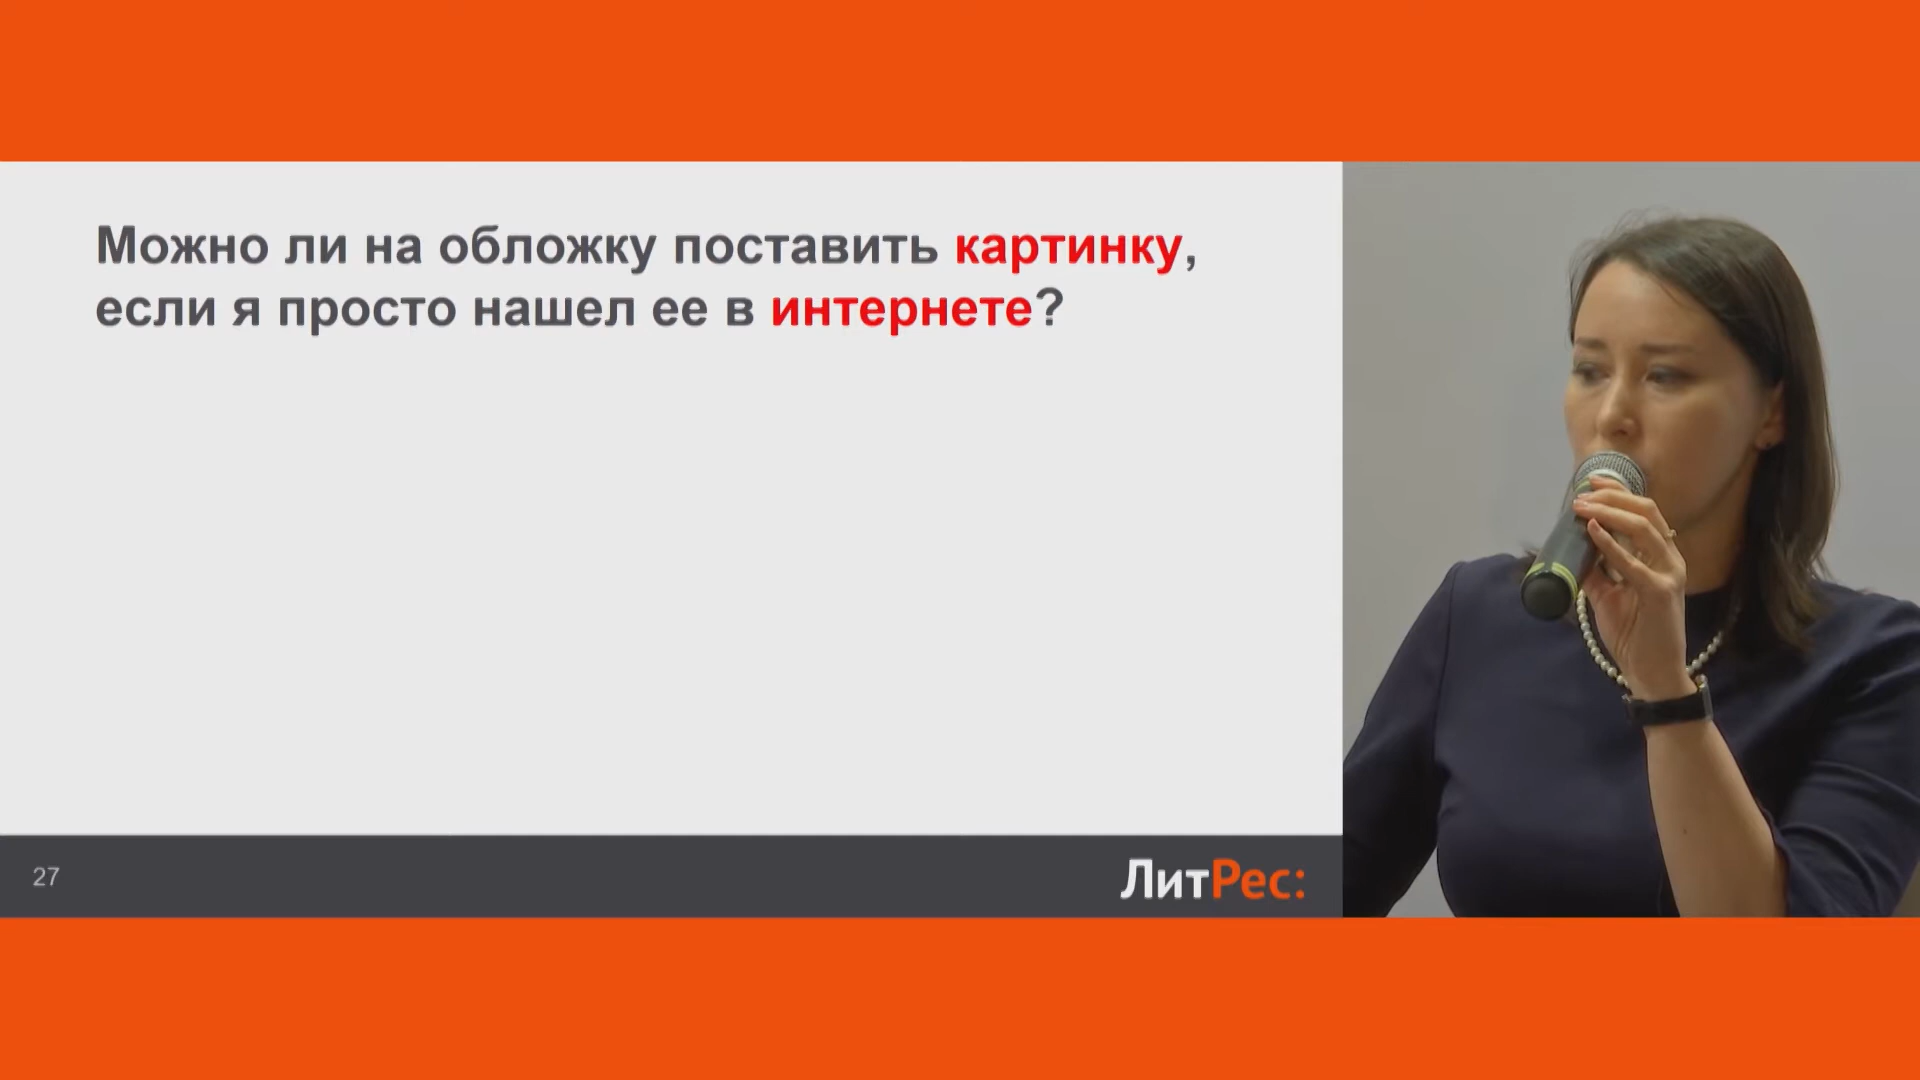 Можно ли на обложку поставить картинку,
если я просто нашел ее в интернете?
27
ЛитРес: